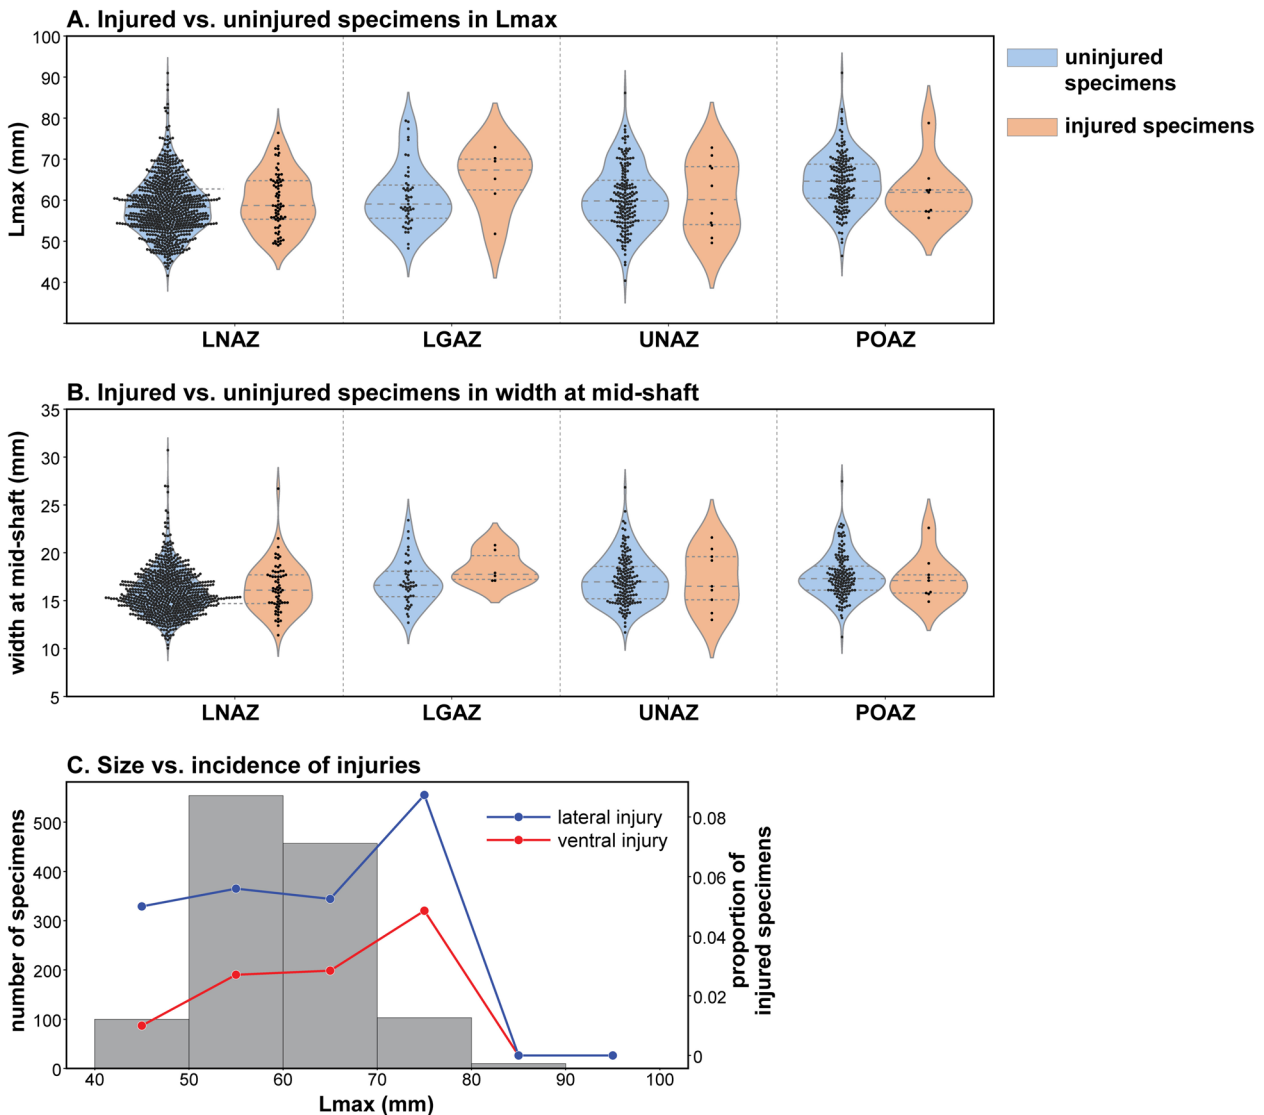 A. Injured vs. uninjured specimens in Lmax
100
90
80
70
60
50
40
Lmax (mm)
LNAZ
LGAZ
UNAZ
POAZ
uninjured
specimens
injured specimens
B. Injured vs. uninjured specimens in width at mid-shaft
35
30
25
20
15
10
5
width at mid-shaft (mm)
LNAZ
LGAZ
UNAZ
POAZ
C. Size vs. incidence of injuries
500
400
300
200
100
0
number of specimens
lateral injury
ventral injury
0.08
0.06
0.04
0.02
0
proportion of
injured specimens
40
50
60
70
80
90
100
Lmax (mm)